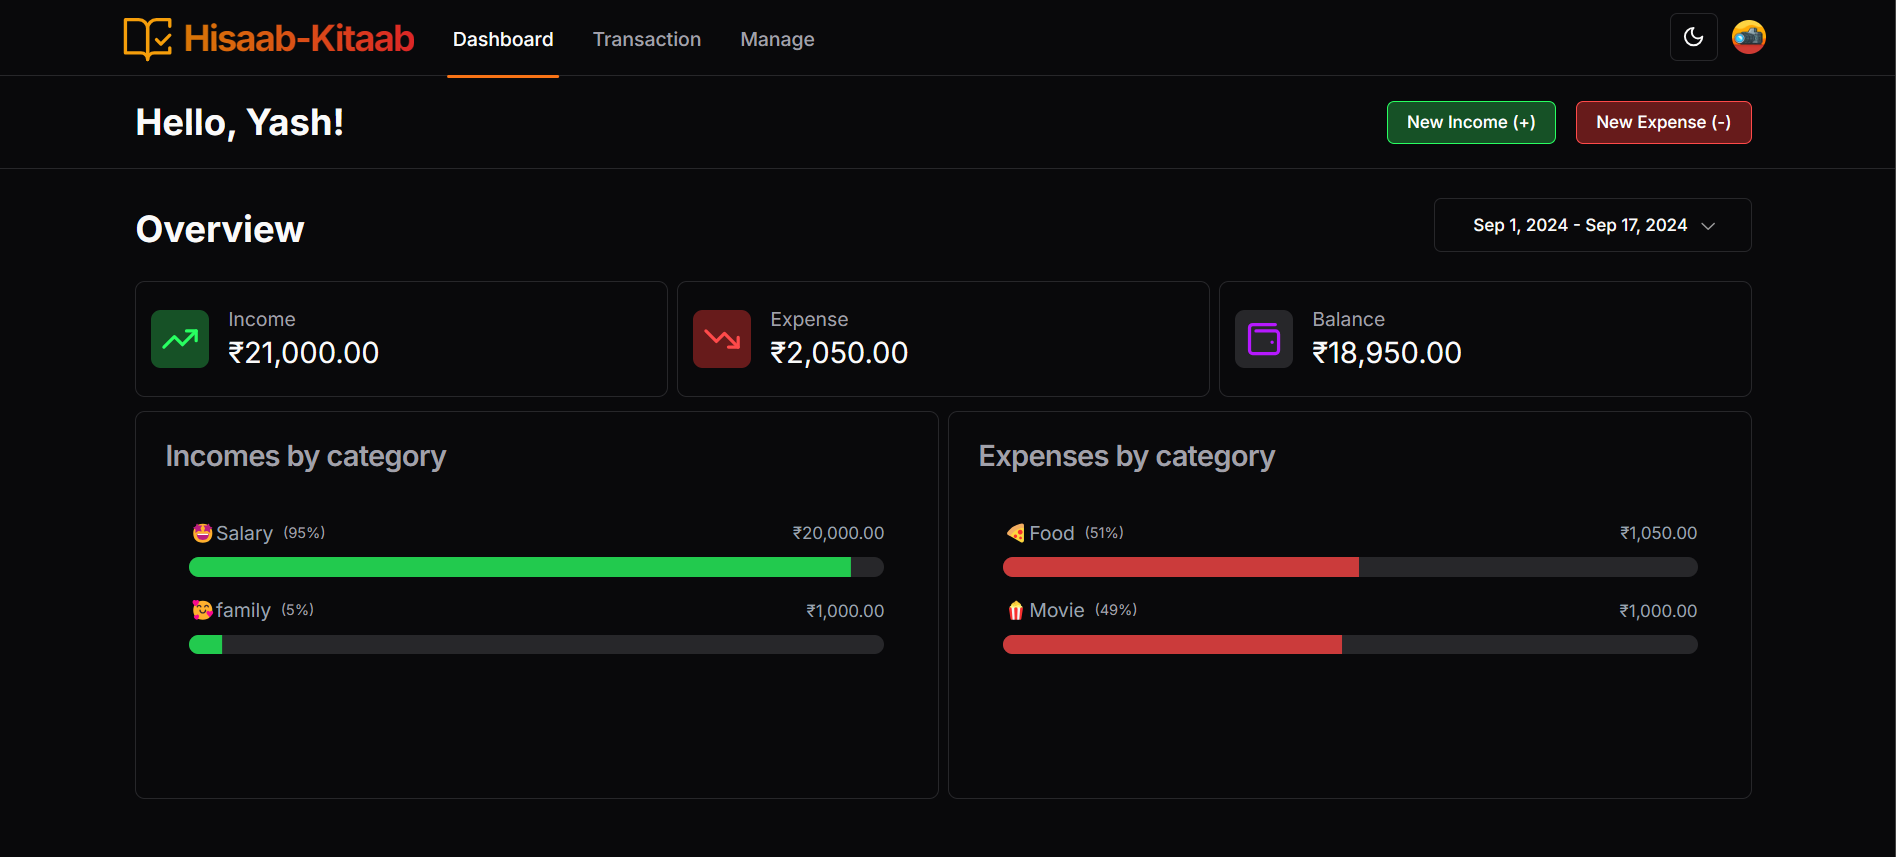 Hisaab-Kitaab Dashboard Transaction Manage
Hello, Yash! New Income (+) New Expense (-)
Overview Sep 1, 2024 - Sep 17, 2024
Income
₹21,000.00
Expense
₹2,050.00
Balance
₹18,950.00
Incomes by category
🤩Salary (95%) ₹20,000.00
🥰family (5%) ₹1,000.00
Expenses by category
🍕Food (51%) ₹1,050.00
🍿Movie (49%) ₹1,000.00